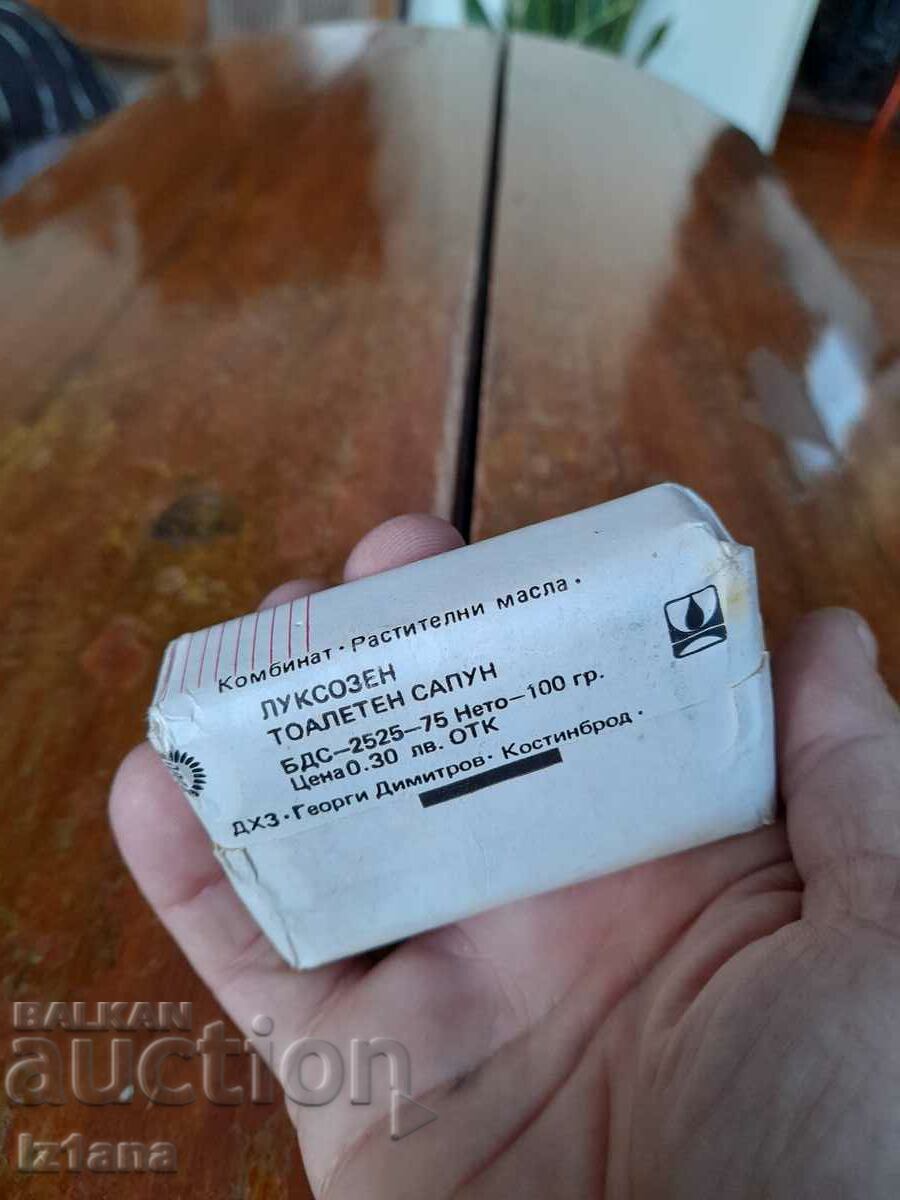 Комбинат · Растителни масла ·
ЛУКСОЗЕН
ТОАЛЕТЕН САПУН
БДС–2525–75 Нето–100 гр.
Цена 0.30 лв. ОТК
ДХЗ · Георги Димитров · Костинброд ·
BALKAN
auction
Iz1ana